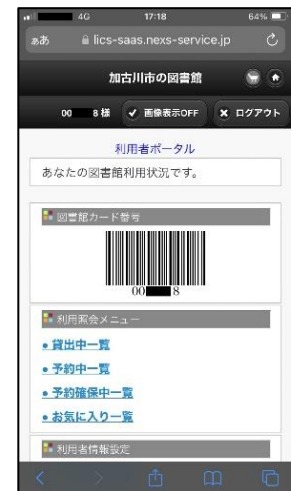 4G 17:18 64%
ぁあ lics-saas.nexs-service.jp
加古川市の図書館
00 8 様 ✓ 画像表示OFF × ログアウト
利用者ポータル
あなたの図書館利用状況です。
図書館カード番号
00 8
利用照会メニュー
• 貸出中一覧
• 予約中一覧
• 予約確保中一覧
• お気に入り一覧
利用者情報設定